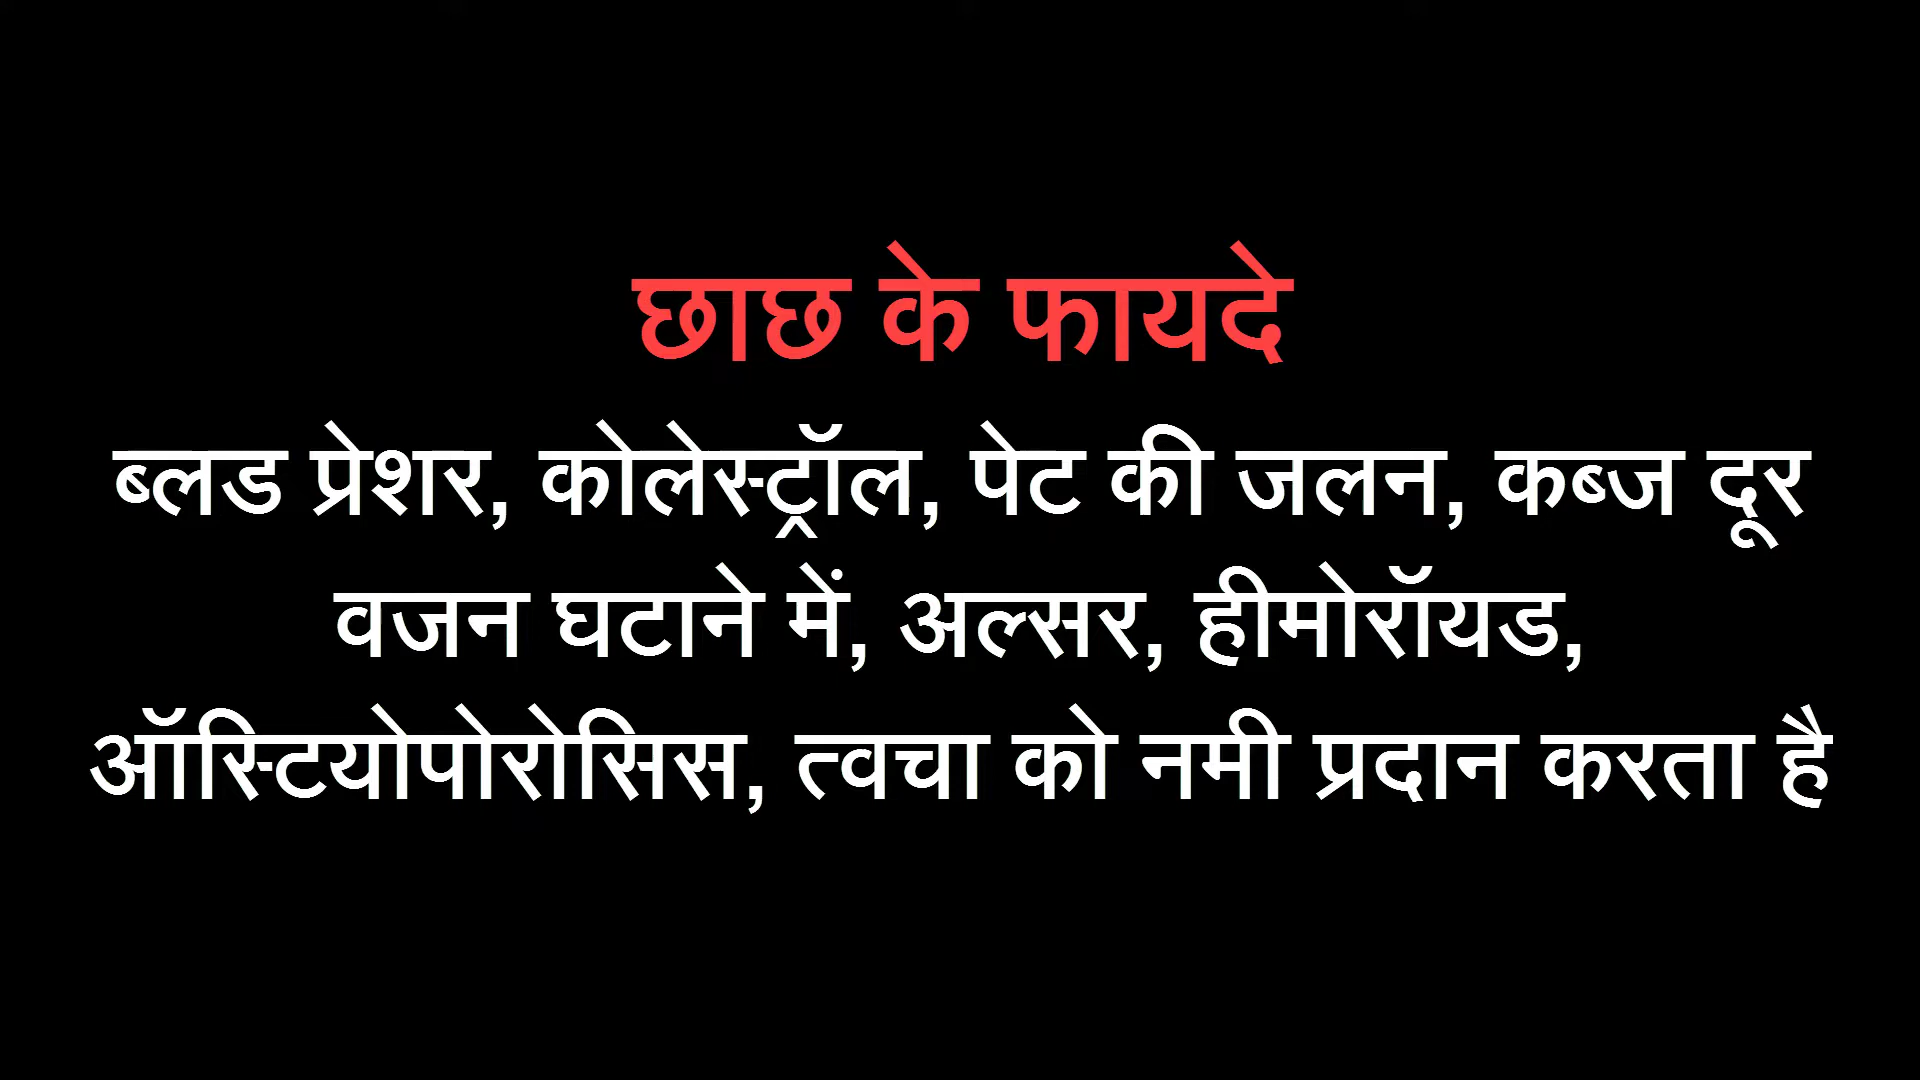 छाछ के फायदे
ब्लड प्रेशर, कोलेस्ट्रॉल, पेट की जलन, कब्ज दूर
वजन घटाने में, अल्सर, हीमोरॉयड,
ऑस्टियोपोरोसिस, त्वचा को नमी प्रदान करता है